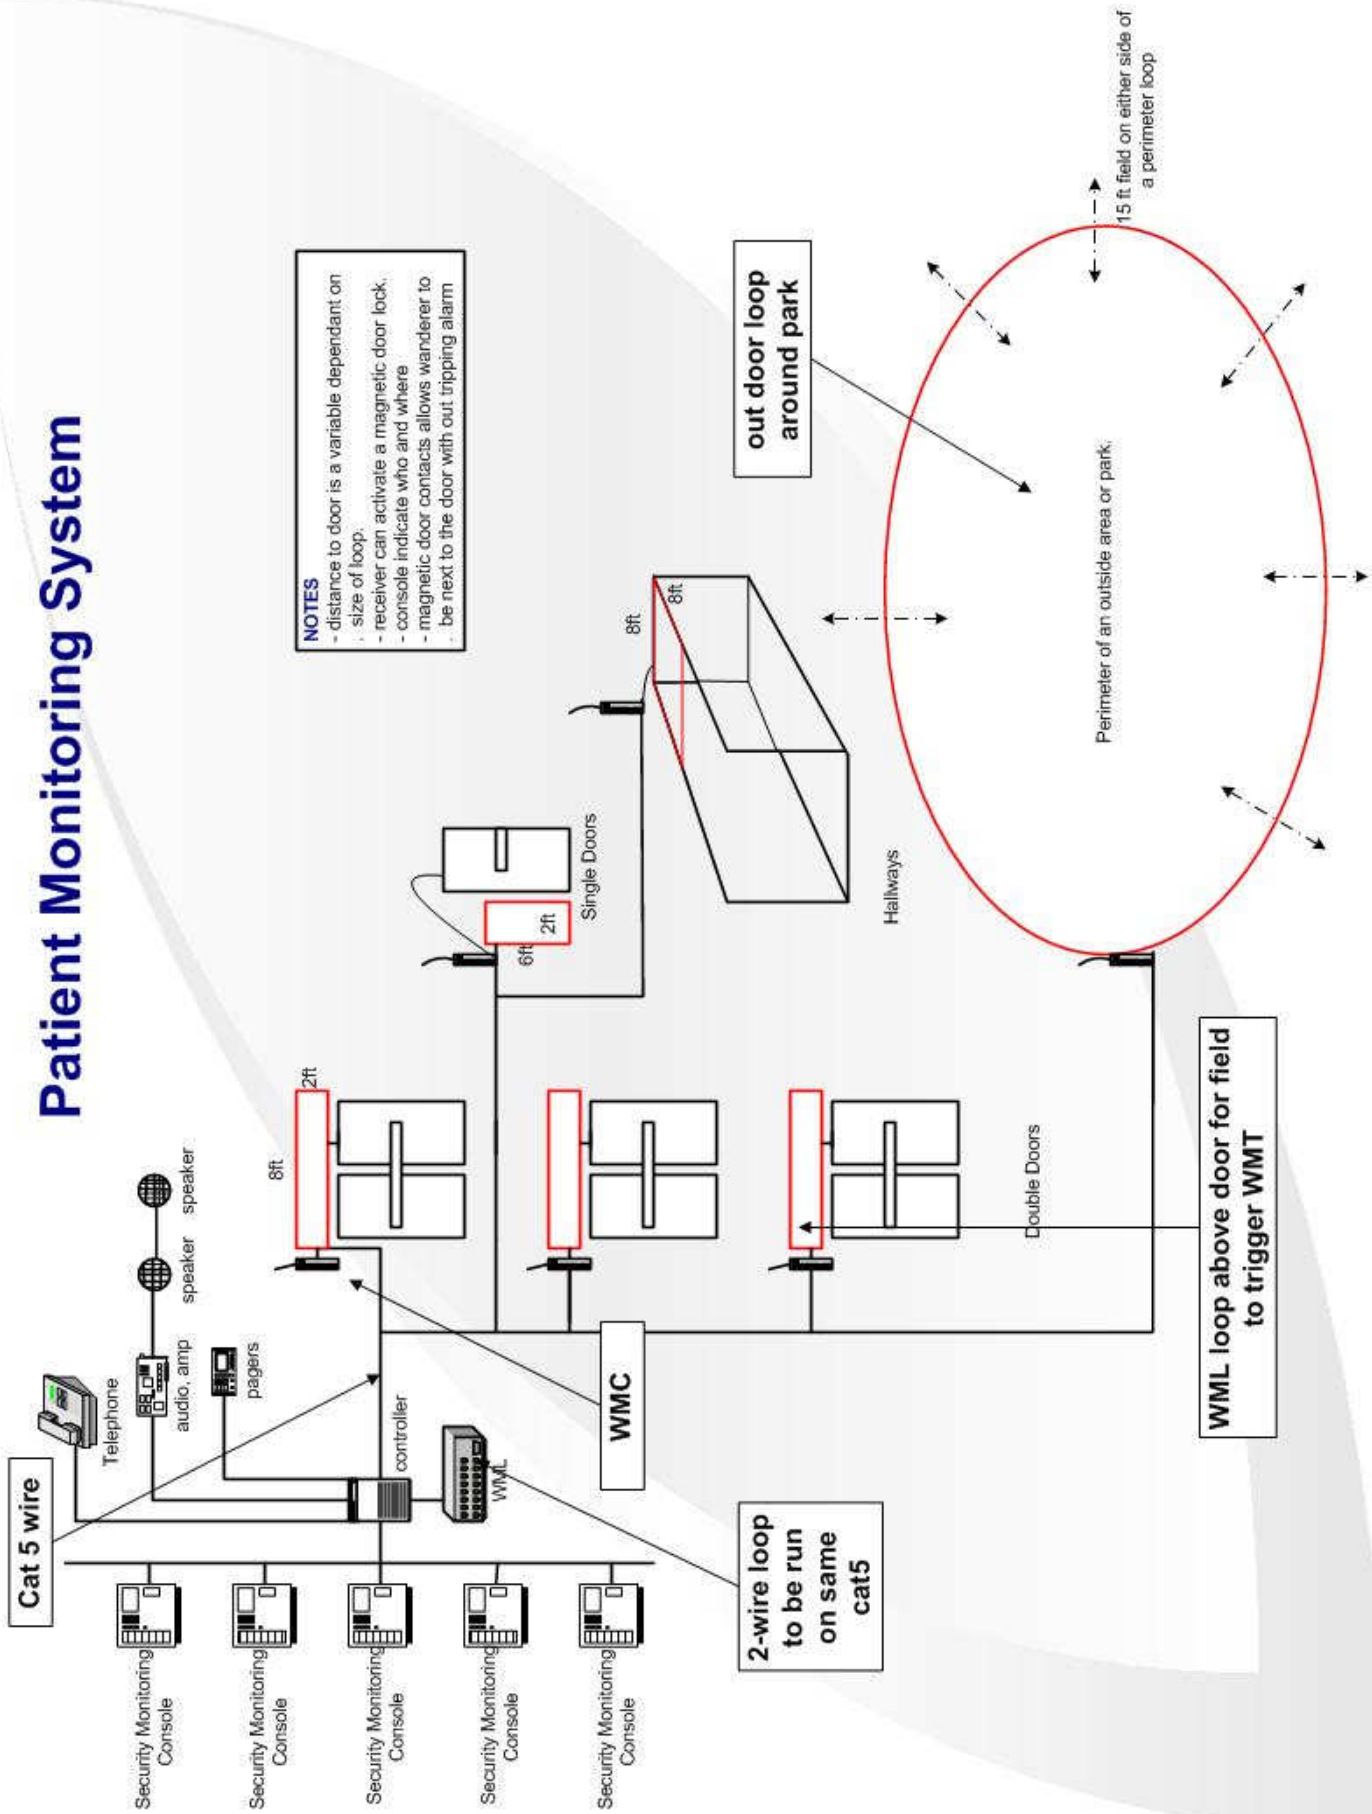 Patient Monitoring System
Cat 5 wire
Telephone
audio, amp
speaker
speaker
pagers
Security Monitoring
Console
Security Monitoring
Console
Security Monitoring
Console
Security Monitoring
Console
Security Monitoring
Console
controller
WML
2-wire loop
to be run
on same
cat5
WMC
8ft
2ft
Double Doors
WML loop above door for field
to trigger WMT
6ft
2ft
Single Doors
8ft
8ft
Hallways
NOTES
- distance to door is a variable dependant on
. size of loop.
- receiver can activate a magnetic door lock.
- console indicate who and where
- magnetic door contacts allows wanderer to
. be next to the door with out tripping alarm
out door loop
around park
Perimeter of an outside area or park.
15 ft field on either side of
a perimeter loop